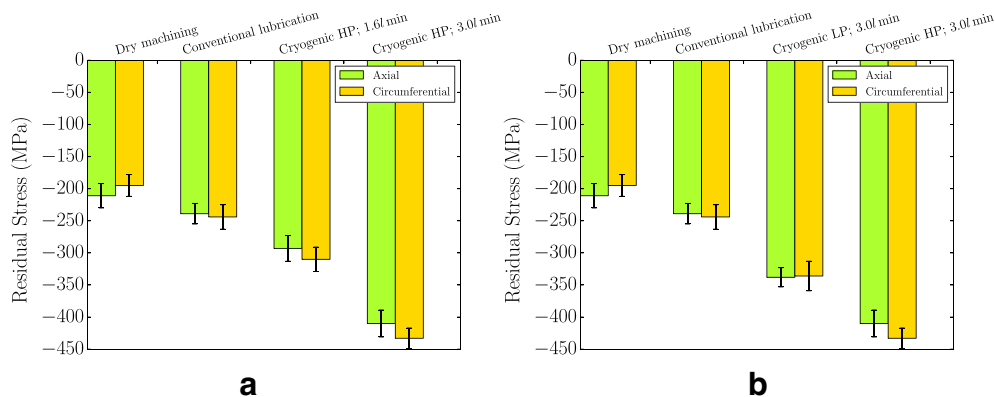 Dry machining
Conventional lubrication
Cryogenic HP; 1.6l min
Cryogenic HP; 3.0l min
0
−50
−100
−150
−200
−250
−300
−350
−400
−450
Residual Stress (MPa)
Axial
Circumferential
a
Dry machining
Conventional lubrication
Cryogenic LP; 3.0l min
Cryogenic HP; 3.0l min
0
−50
−100
−150
−200
−250
−300
−350
−400
−450
Residual Stress (MPa)
Axial
Circumferential
b